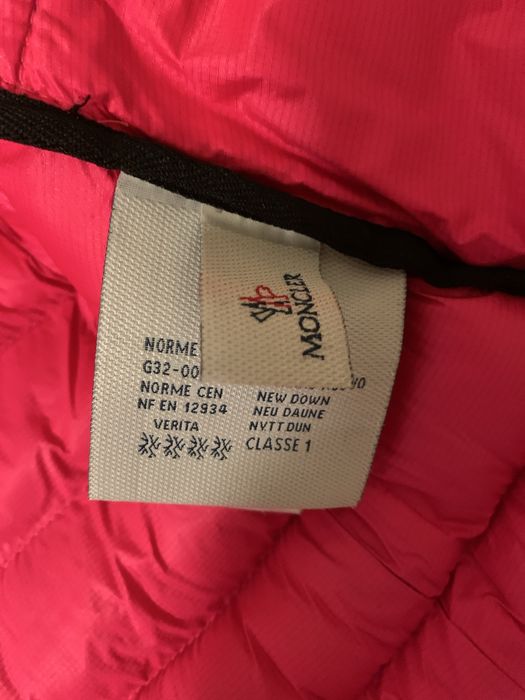 MONCLER
NORME
G32-00
NORME CEN NEW DOWN
NF EN 12934 NEU DAUNE
VERITA NYTT DUN
CLASSE 1